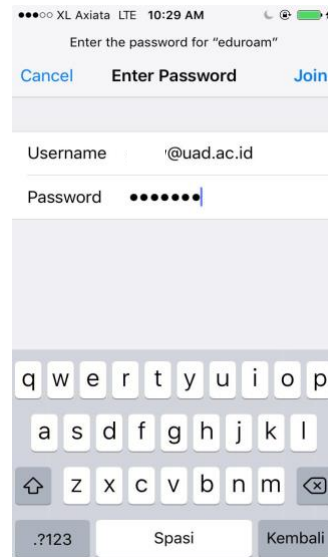 XL Axiata LTE 10:29 AM
Enter the password for “eduroam”
Cancel Enter Password Join
Username @uad.ac.id
Password
q w e r t y u i o p
a s d f g h j k l
z x c v b n m
.?123 Spasi Kembali